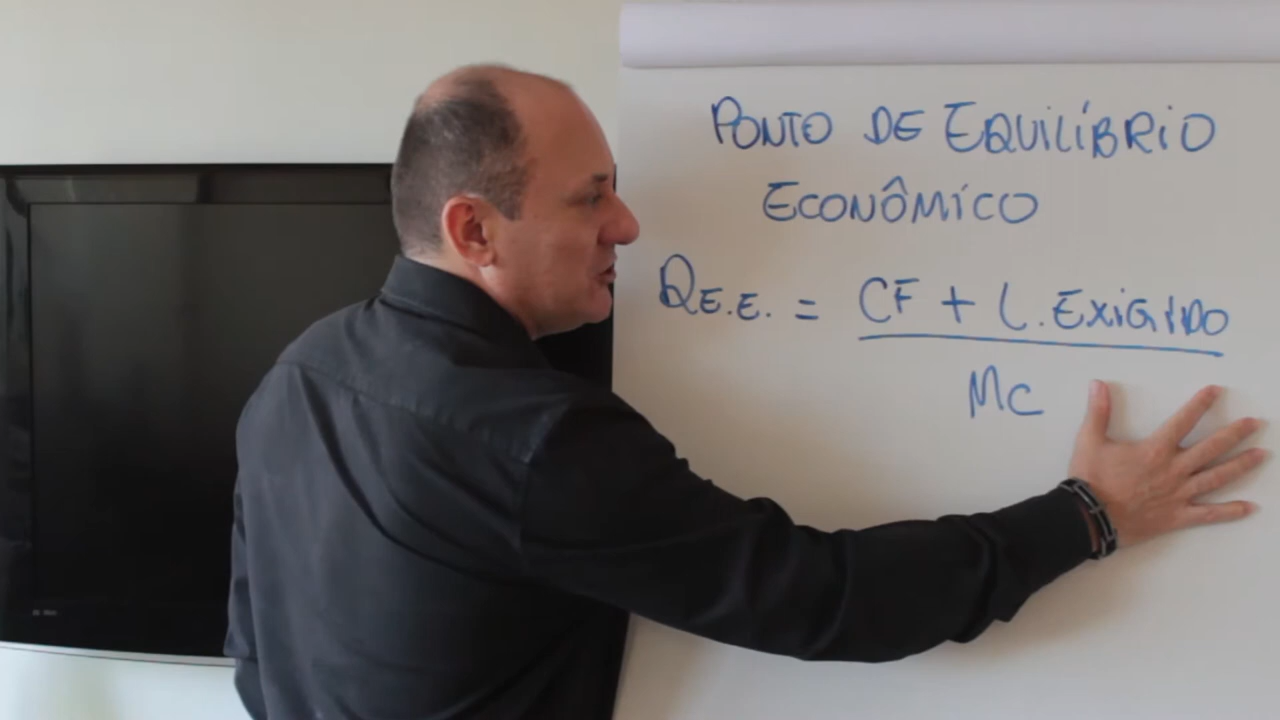 PONTO DE EQUILÍBRIO
ECONÔMICO
QE.E. = CF + L. EXIGIDO
MC